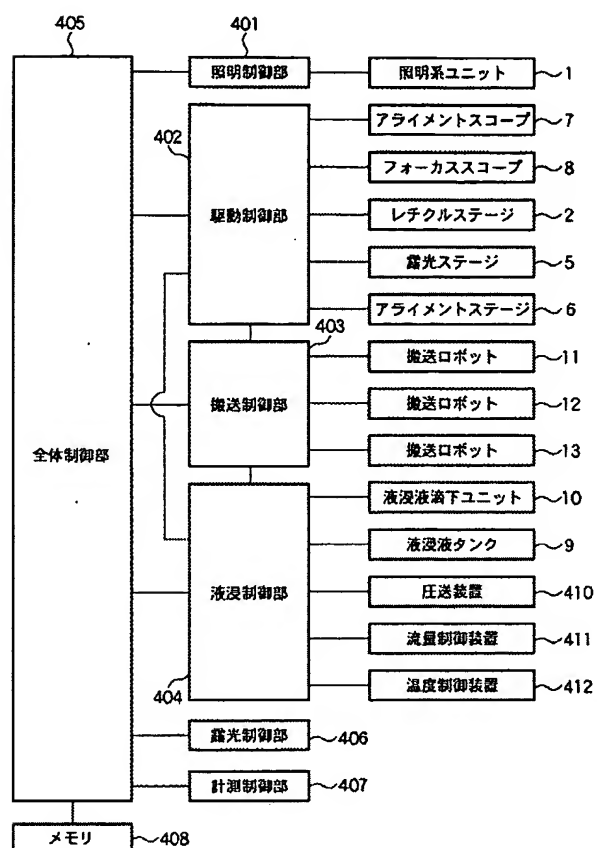 405
401
照明制御部
照明系ユニット
1
アライメントスコープ
7
402
フォーカススコープ
8
駆動制御部
レチクルステージ
2
露光ステージ
5
アライメントステージ
6
403
搬送ロボット
11
搬送制御部
搬送ロボット
12
全体制御部
搬送ロボット
13
液浸液滴下ユニット
10
液浸液タンク
9
液浸制御部
圧送装置
410
流量制御装置
411
404
温度制御装置
412
露光制御部
406
計測制御部
407
メモリ
408